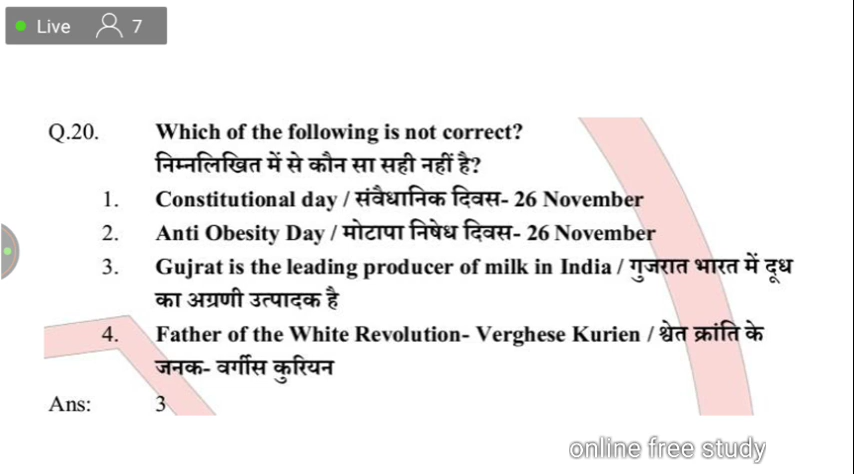 Live 7
Q.20. Which of the following is not correct?
निम्नलिखित में से कौन सा सही नहीं है?
1. Constitutional day / संवैधानिक दिवस- 26 November
2. Anti Obesity Day / मोटापा निषेध दिवस- 26 November
3. Gujrat is the leading producer of milk in India / गुजरात भारत में दूध
का अग्रणी उत्पादक है
4. Father of the White Revolution- Verghese Kurien / श्वेत क्रांति के
जनक- वर्गीस कुरियन
Ans: 3
online free study